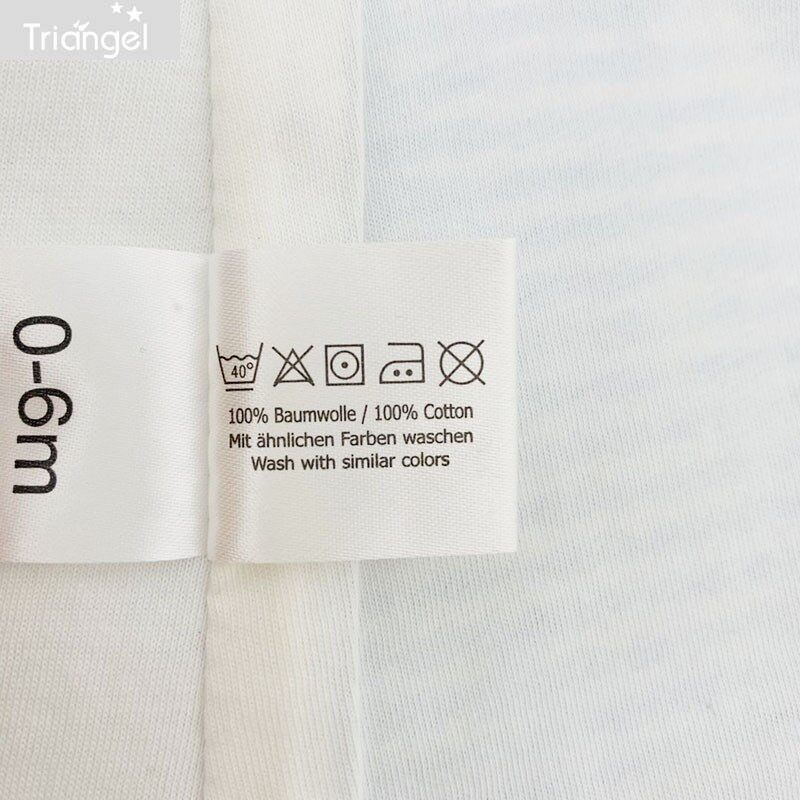 Triangel
0-6m
40°
100% Baumwolle / 100% Cotton
Mit ähnlichen Farben waschen
Wash with similar colors